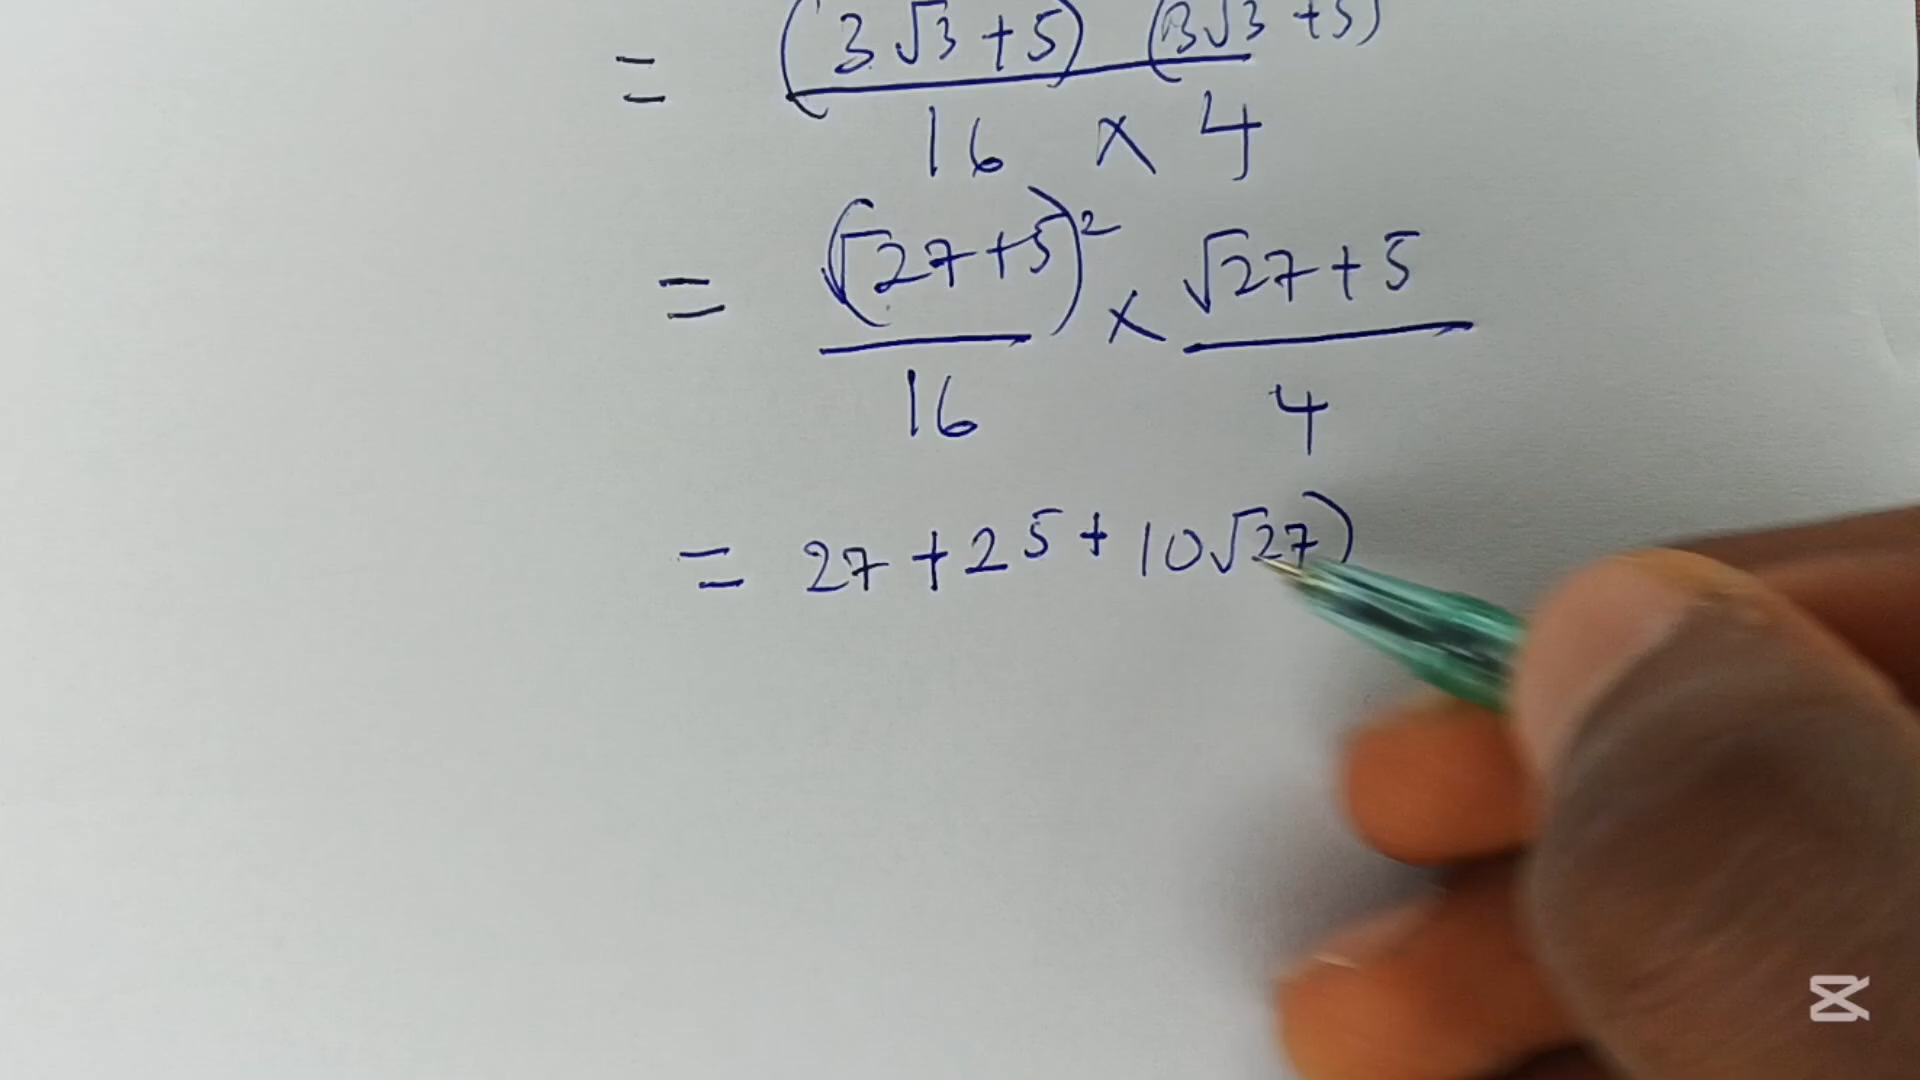 = (3√3+5) (3√3+5)
16 × 4
= (√27+5)² × √27+5
16 4
= 27+25+10√27)